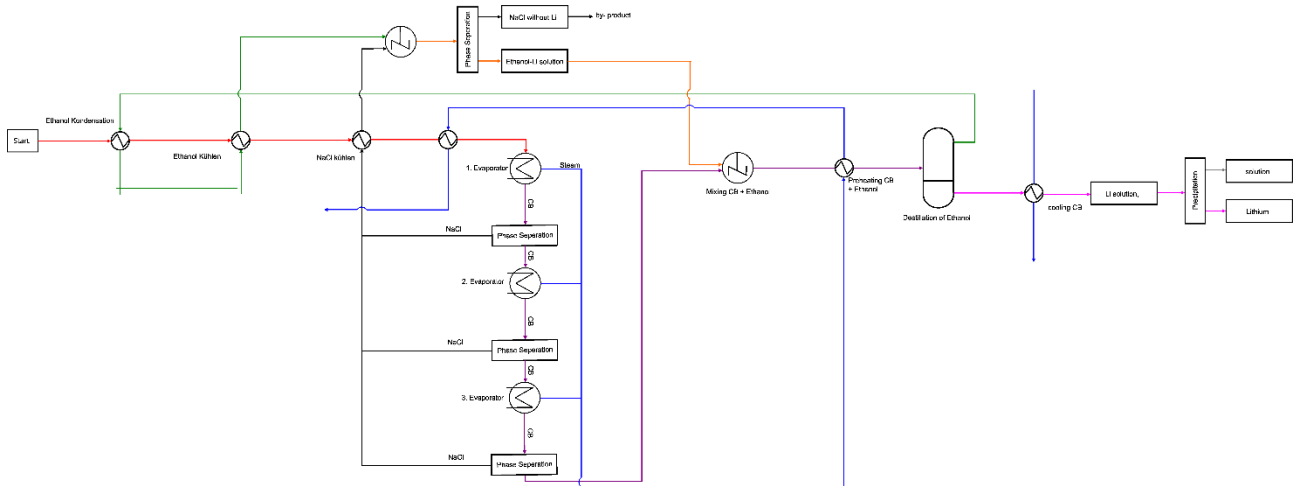 NaCl without Li
by- product
Phase Seperation
Ethanol-Li solution
Ethanol Kondensation
Start
Ethanol Kühlen
NaCl kühlen
1. Evaporator
Steam
CB
NaCl
Phase Seperation
CB
2. Evaporator
CB
NaCl
Phase Seperation
CB
3. Evaporator
CB
NaCl
Phase Seperation
Mixing CB + Ethanol
Preheating CB
+ Ethanol
Destillation of Ethanol
cooling CB
Li solution,
Precipitation
solution
Lithium